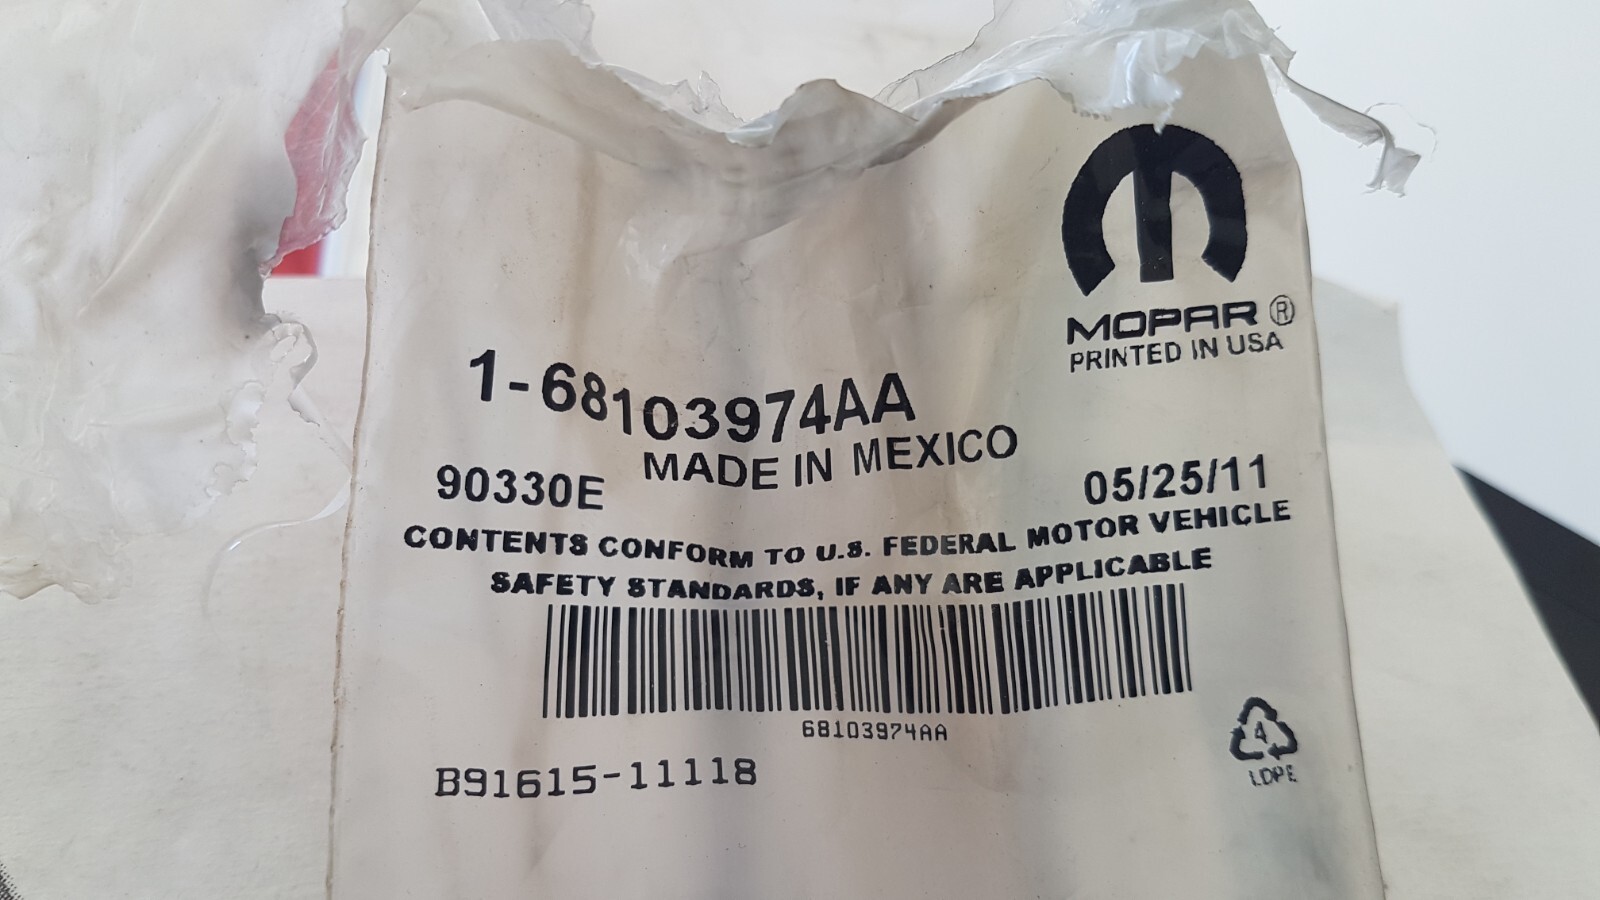 MOPAR ®
PRINTED IN USA
1-68103974AA
MADE IN MEXICO
90330E
05/25/11
CONTENTS CONFORM TO U.S. FEDERAL MOTOR VEHICLE
SAFETY STANDARDS, IF ANY ARE APPLICABLE
68103974AA
4
LDPE
B91615-11118